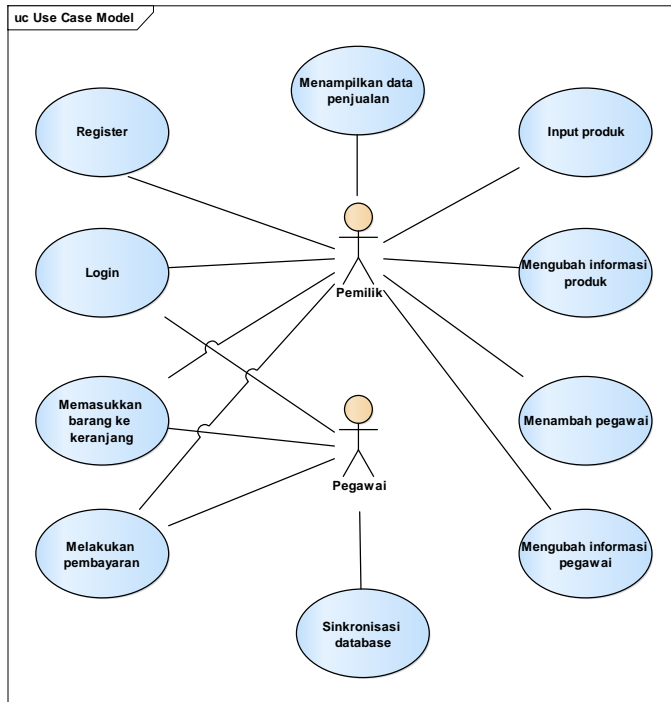 uc Use Case Model
Menampilkan data
penjualan
Register
Input produk
Login
Pemilik
Mengubah informasi
produk
Memasukkan
barang ke
keranjang
Menambah pegawai
Pegawai
Melakukan
pembayaran
Mengubah informasi
pegawai
Sinkronisasi
database